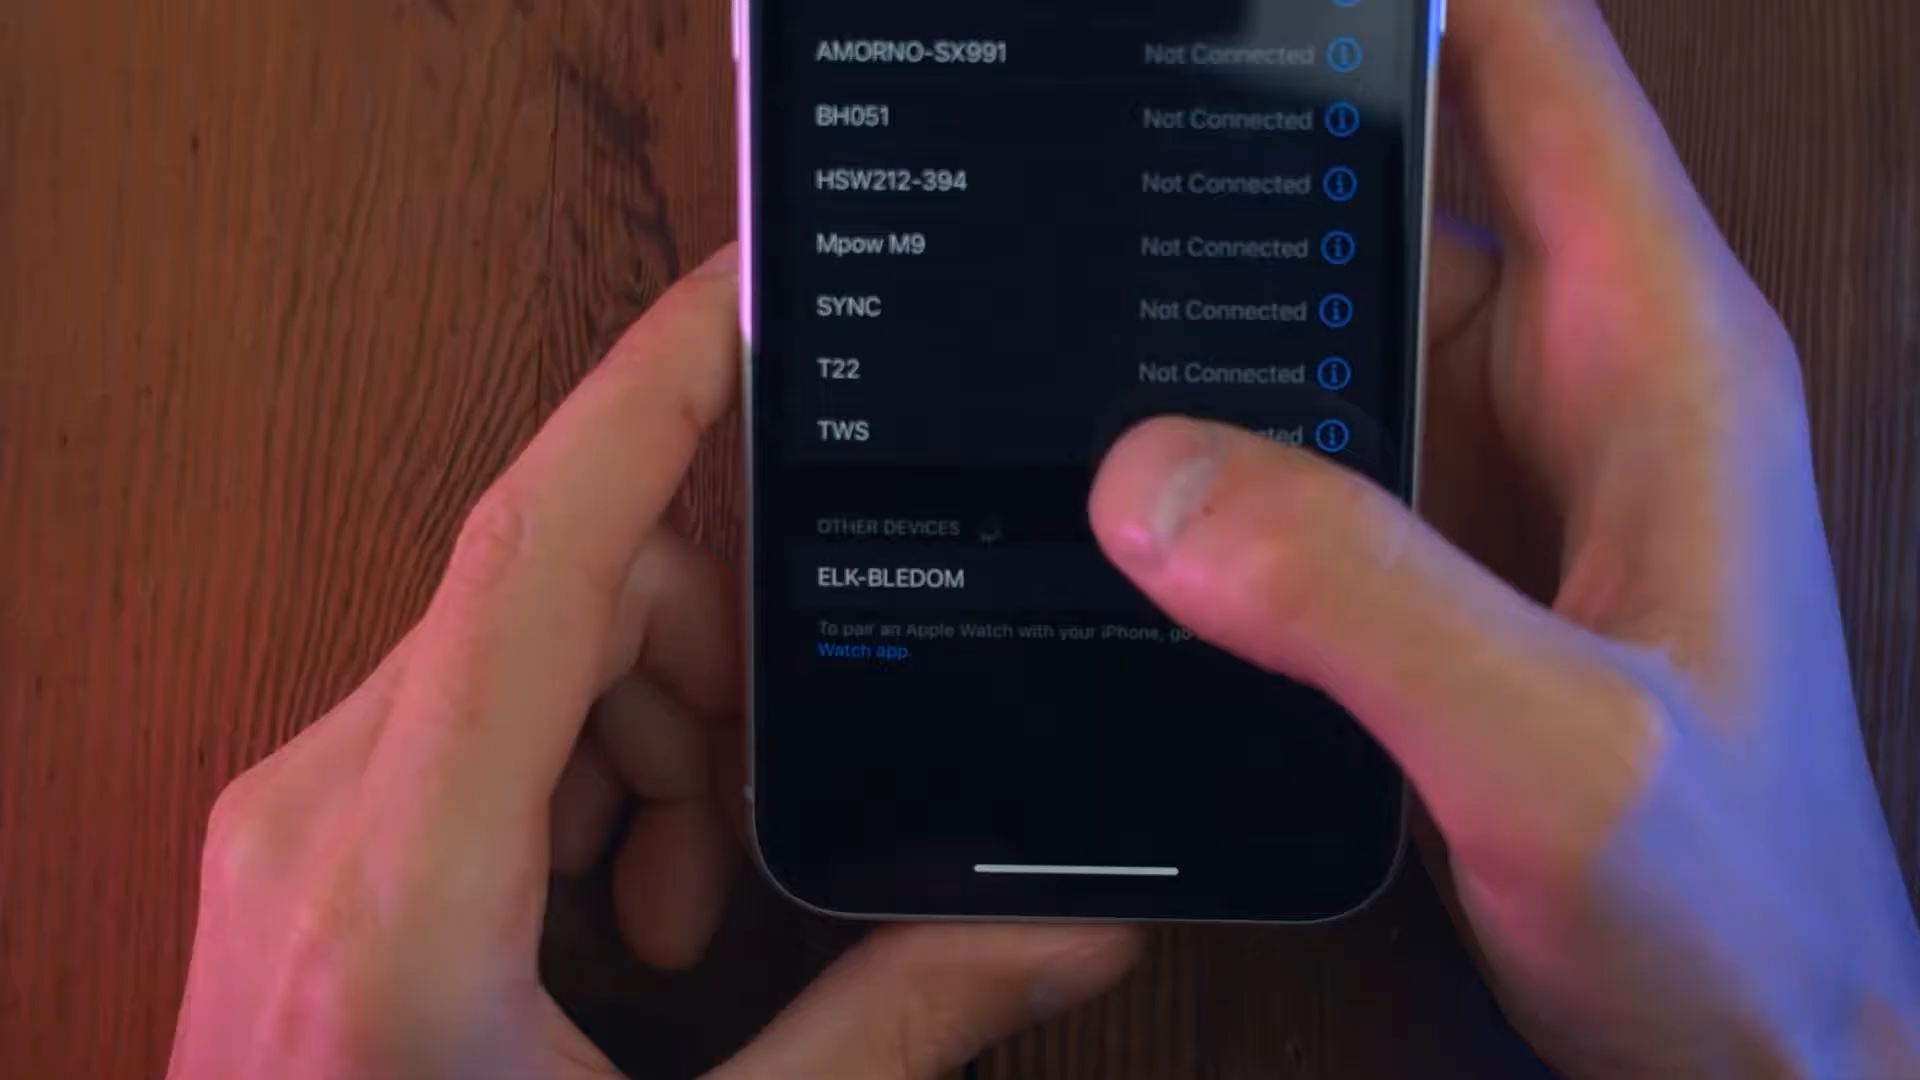 AMORNO-SX991 Not Connected
BH051 Not Connected
HSW212-394 Not Connected
Mpow M9 Not Connected
SYNC Not Connected
T22 Not Connected
TWS
OTHER DEVICES
ELK-BLEDOM
To pair an Apple Watch with your iPhone, go
Watch app.